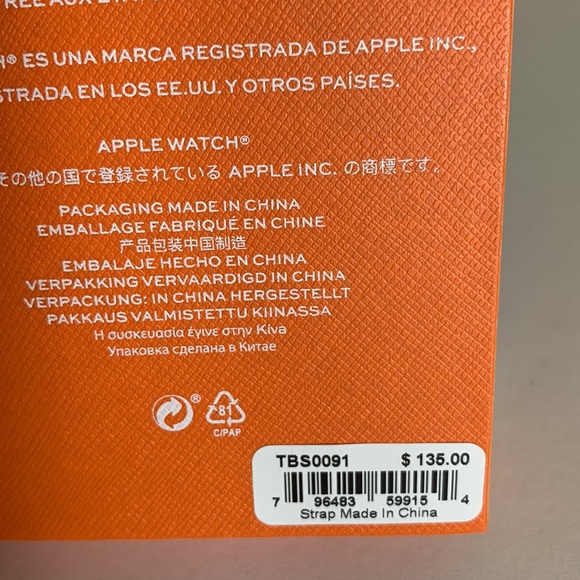 ES UNA MARCA REGISTRADA DE APPLE INC.,
EN LOS EE.UU. Y OTROS PAÍSES.
APPLE WATCH®
その他の国で登録されている APPLE INC. の商標です。
PACKAGING MADE IN CHINA
EMBALLAGE FABRIQUÉ EN CHINE
产品包装中国制造
EMBALAJE HECHO EN CHINA
VERPAKKING VERVAARDIGD IN CHINA
VERPACKUNG: IN CHINA HERGESTELLT
PAKKAUS VALMISTETTU KIINASSA
Η συσκευασία έγινε στην Κίνα
Упаковка сделана в Китае
®
81
C/PAP
TBS0091 $ 135.00
7 96483 59915 4
Strap Made In China